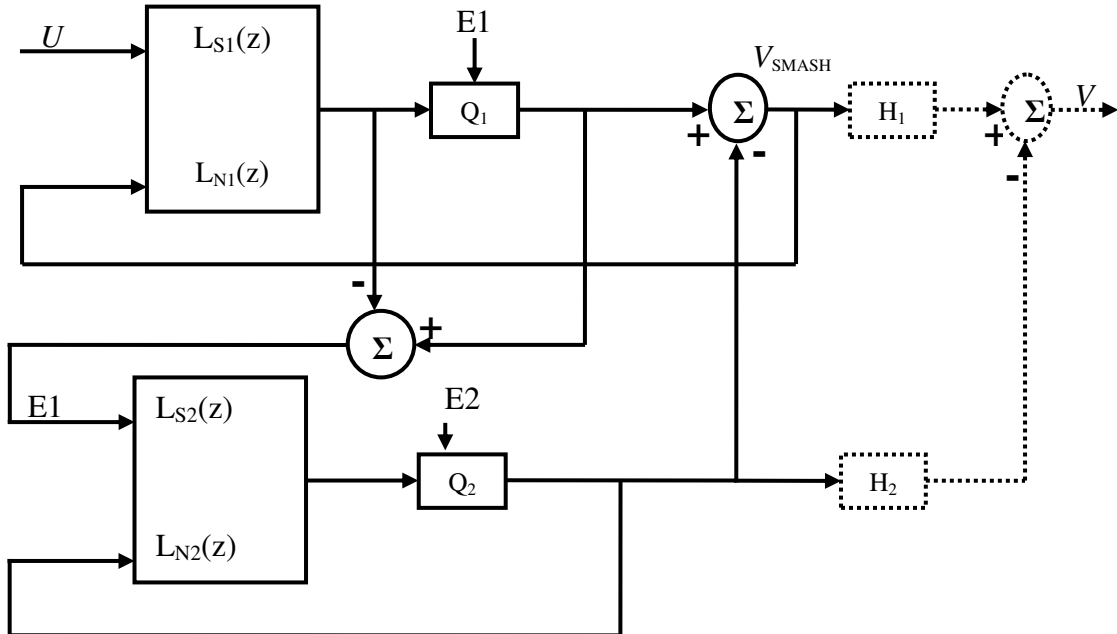 U
L_S1(z)
E1
V_SMASH
Q_1
Σ
H_1
Σ
V
+
-
+
-
L_N1(z)
-
+
Σ
E1
L_S2(z)
E2
Q_2
H_2
L_N2(z)